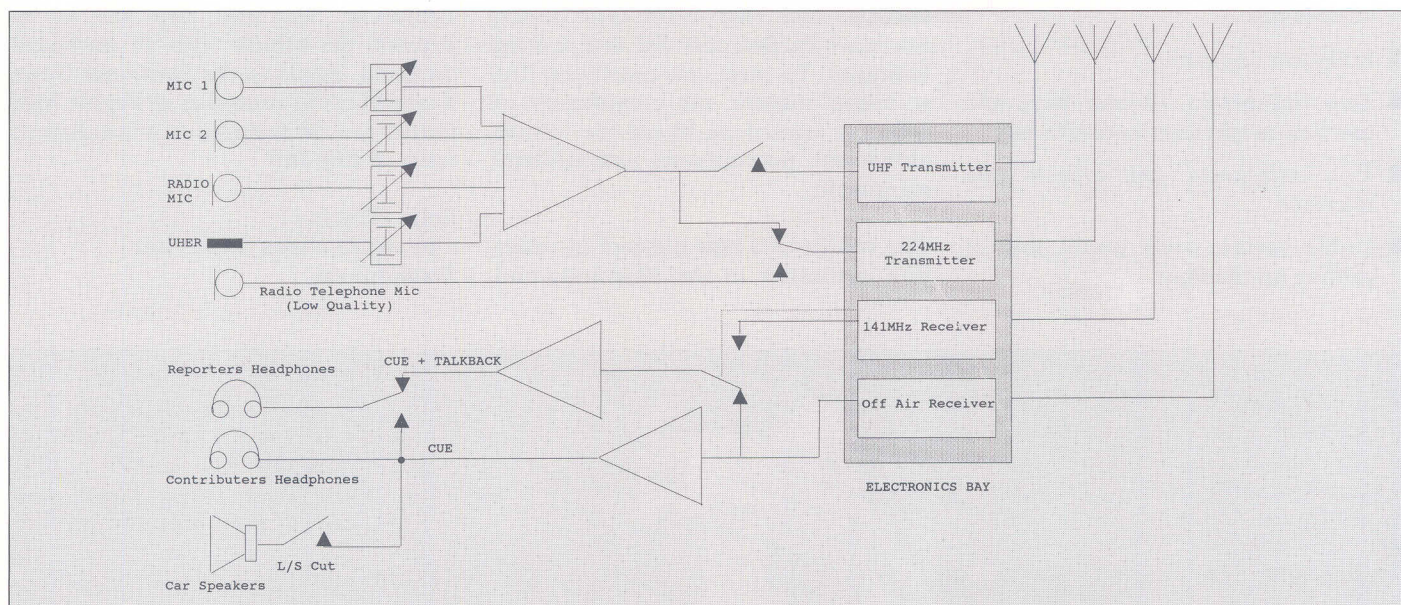 MIC 1
MIC 2
RADIO
MIC
UHER
Radio Telephone Mic
(Low Quality)
UHF Transmitter
224MHz
Transmitter
141MHz Receiver
Off Air Receiver
ELECTRONICS BAY
CUE + TALKBACK
Reporters Headphones
CUE
Contributers Headphones
L/S Cut
Car Speakers